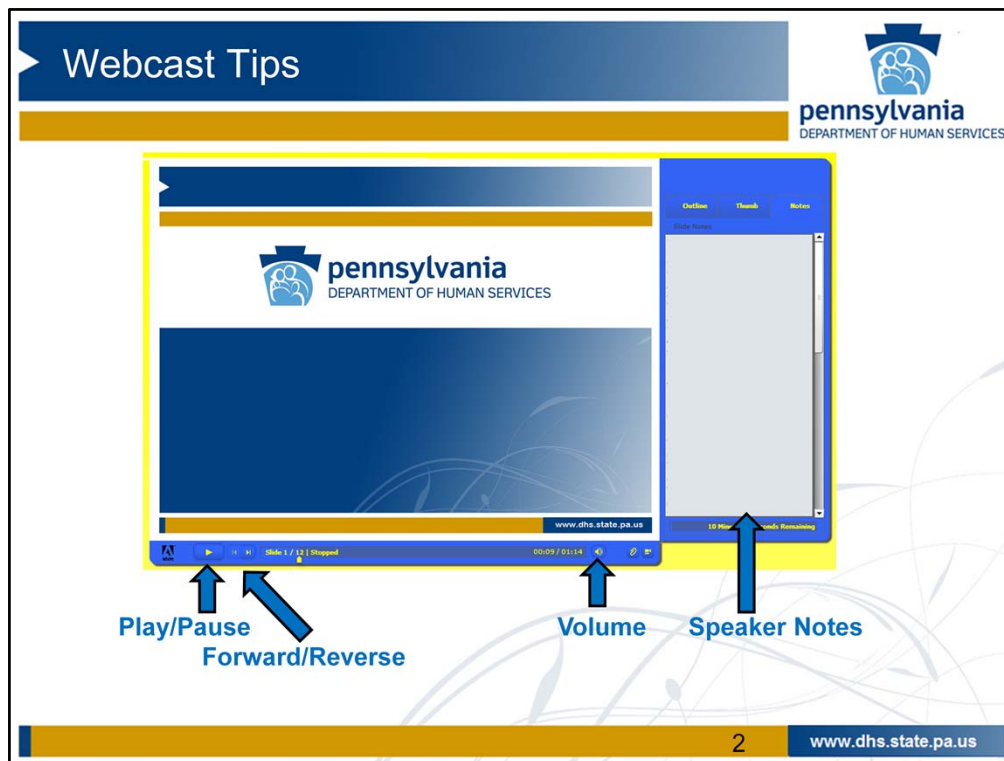 Webcast Tips
pennsylvania
DEPARTMENT OF HUMAN SERVICES
Outline Thumb Notes
Slide Notes
pennsylvania
DEPARTMENT OF HUMAN SERVICES
www.dhs.state.pa.us
10 Remaining
Slide 1 / 12 | Stopped
00:09 / 01:14
Play/Pause
Forward/Reverse
Volume
Speaker Notes
2
www.dhs.state.pa.us